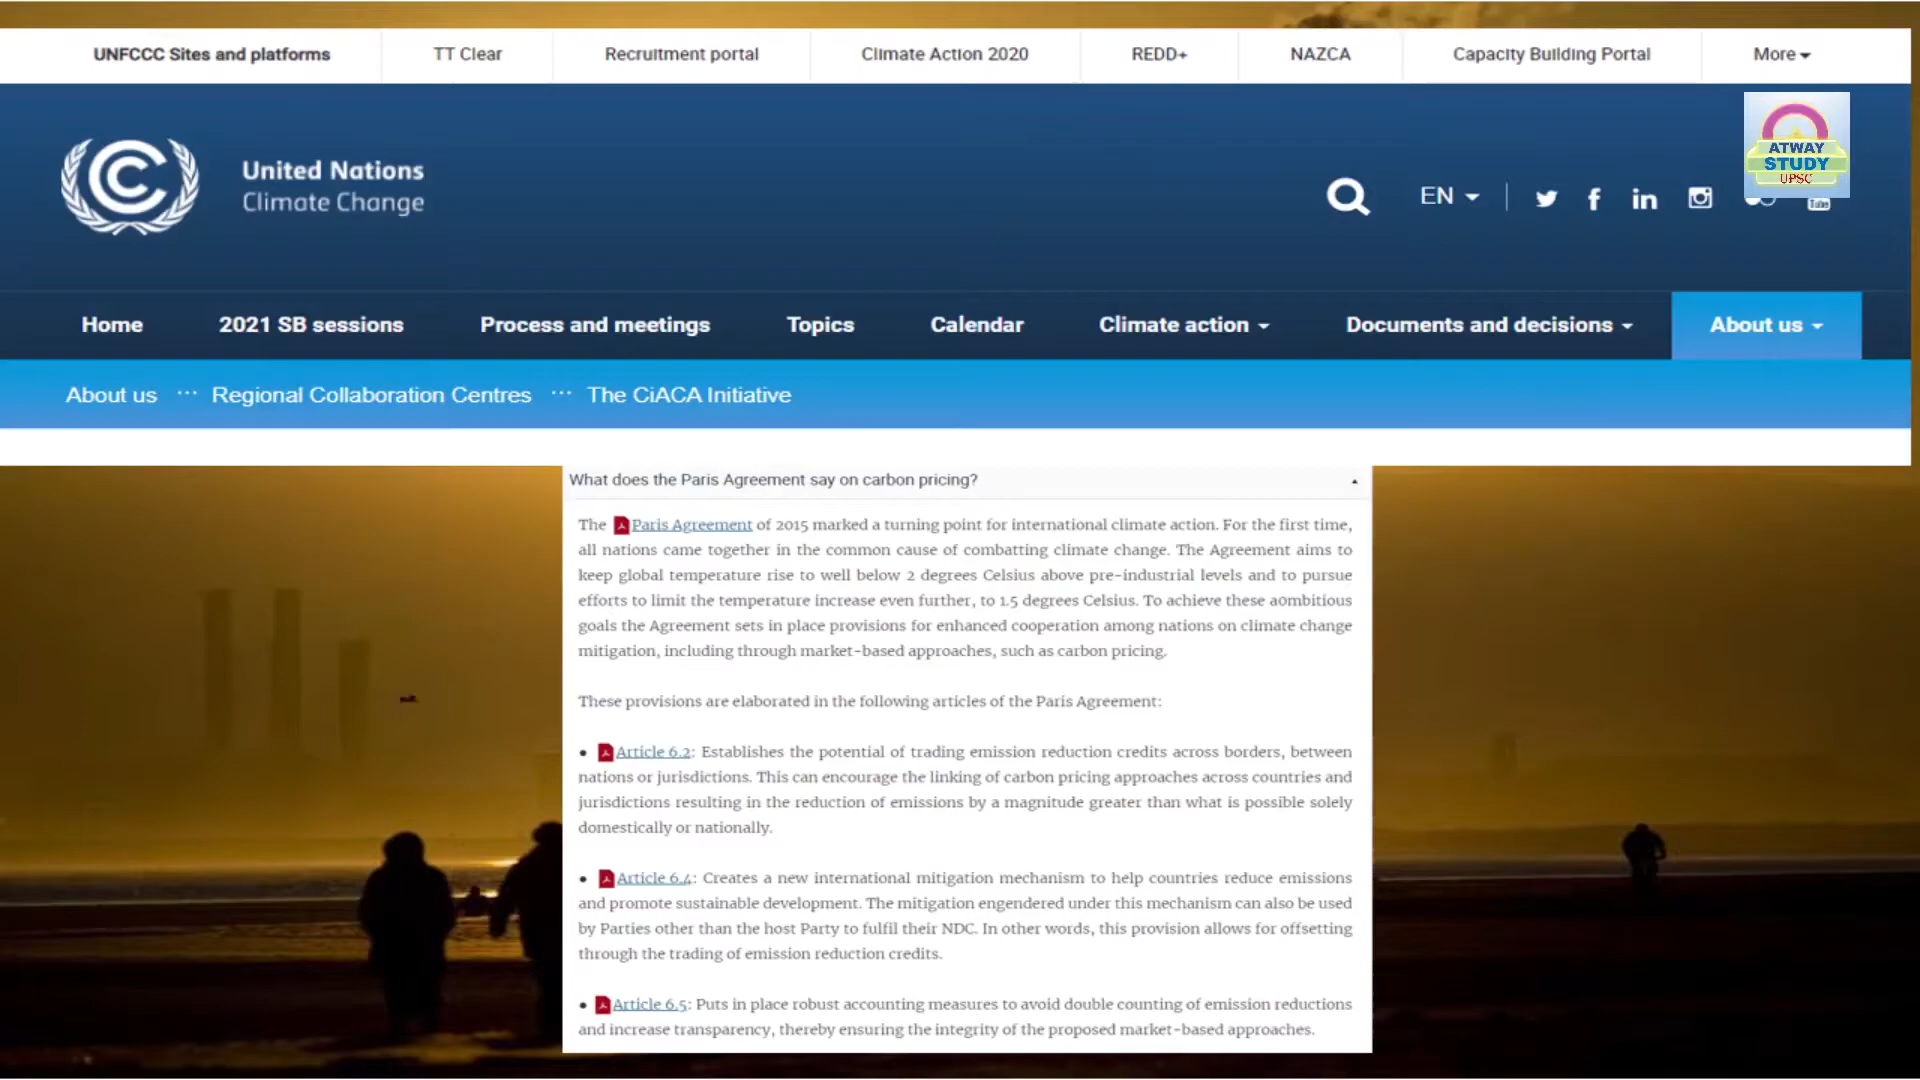 UNFCCC Sites and platforms
TT Clear
Recruitment portal
Climate Action 2020
REDD+
NAZCA
Capacity Building Portal
More
United Nations
Climate Change
EN
ATWAY
STUDY
UPSC
Tube
Home
2021 SB sessions
Process and meetings
Topics
Calendar
Climate action
Documents and decisions
About us
About us ··· Regional Collaboration Centres ··· The CiACA Initiative
What does the Paris Agreement say on carbon pricing?
The Paris Agreement of 2015 marked a turning point for international climate action. For the first time,
all nations came together in the common cause of combatting climate change. The Agreement aims to
keep global temperature rise to well below 2 degrees Celsius above pre-industrial levels and to pursue
efforts to limit the temperature increase even further, to 1.5 degrees Celsius. To achieve these aombitious
goals the Agreement sets in place provisions for enhanced cooperation among nations on climate change
mitigation, including through market-based approaches, such as carbon pricing.
These provisions are elaborated in the following articles of the Paris Agreement:
• Article 6.2: Establishes the potential of trading emission reduction credits across borders, between
nations or jurisdictions. This can encourage the linking of carbon pricing approaches across countries and
jurisdictions resulting in the reduction of emissions by a magnitude greater than what is possible solely
domestically or nationally.
• Article 6.4: Creates a new international mitigation mechanism to help countries reduce emissions
and promote sustainable development. The mitigation engendered under this mechanism can also be used
by Parties other than the host Party to fulfil their NDC. In other words, this provision allows for offsetting
through the trading of emission reduction credits.
• Article 6.5: Puts in place robust accounting measures to avoid double counting of emission reductions
and increase transparency, thereby ensuring the integrity of the proposed market-based approaches.